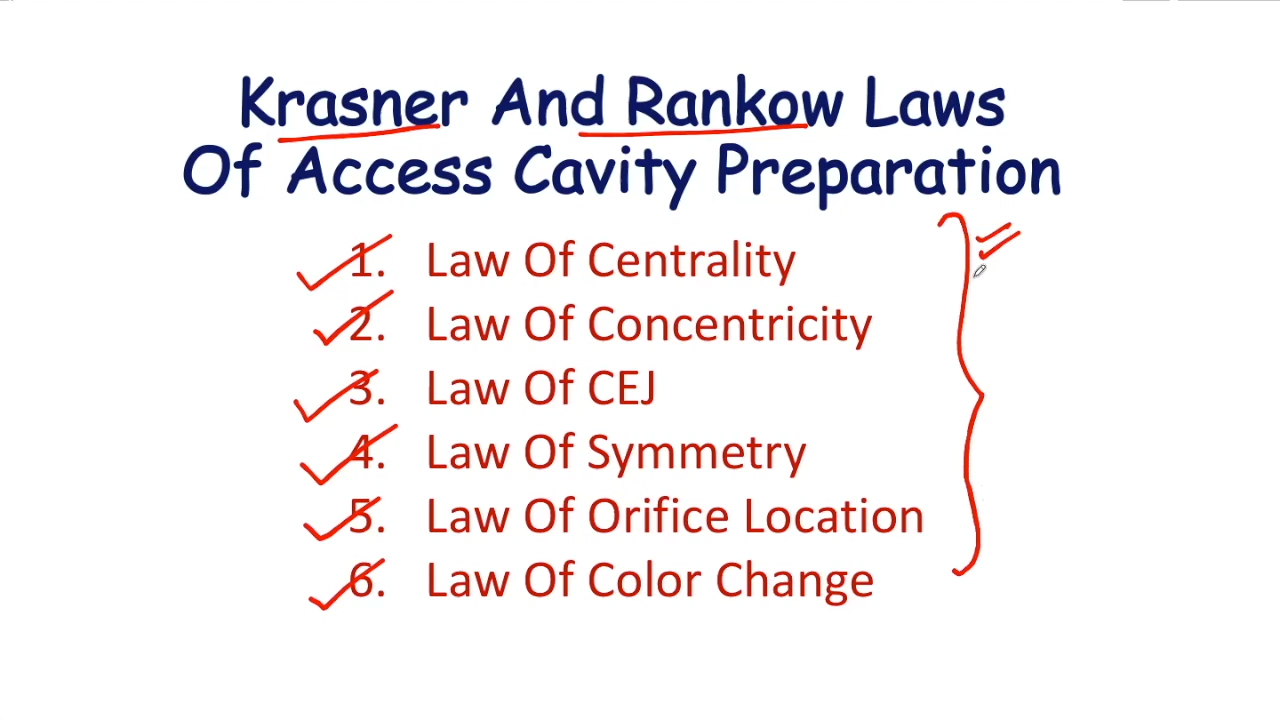 Krasner And Rankow Laws
Of Access Cavity Preparation
1. Law Of Centrality
2. Law Of Concentricity
3. Law Of CEJ
4. Law Of Symmetry
5. Law Of Orifice Location
6. Law Of Color Change